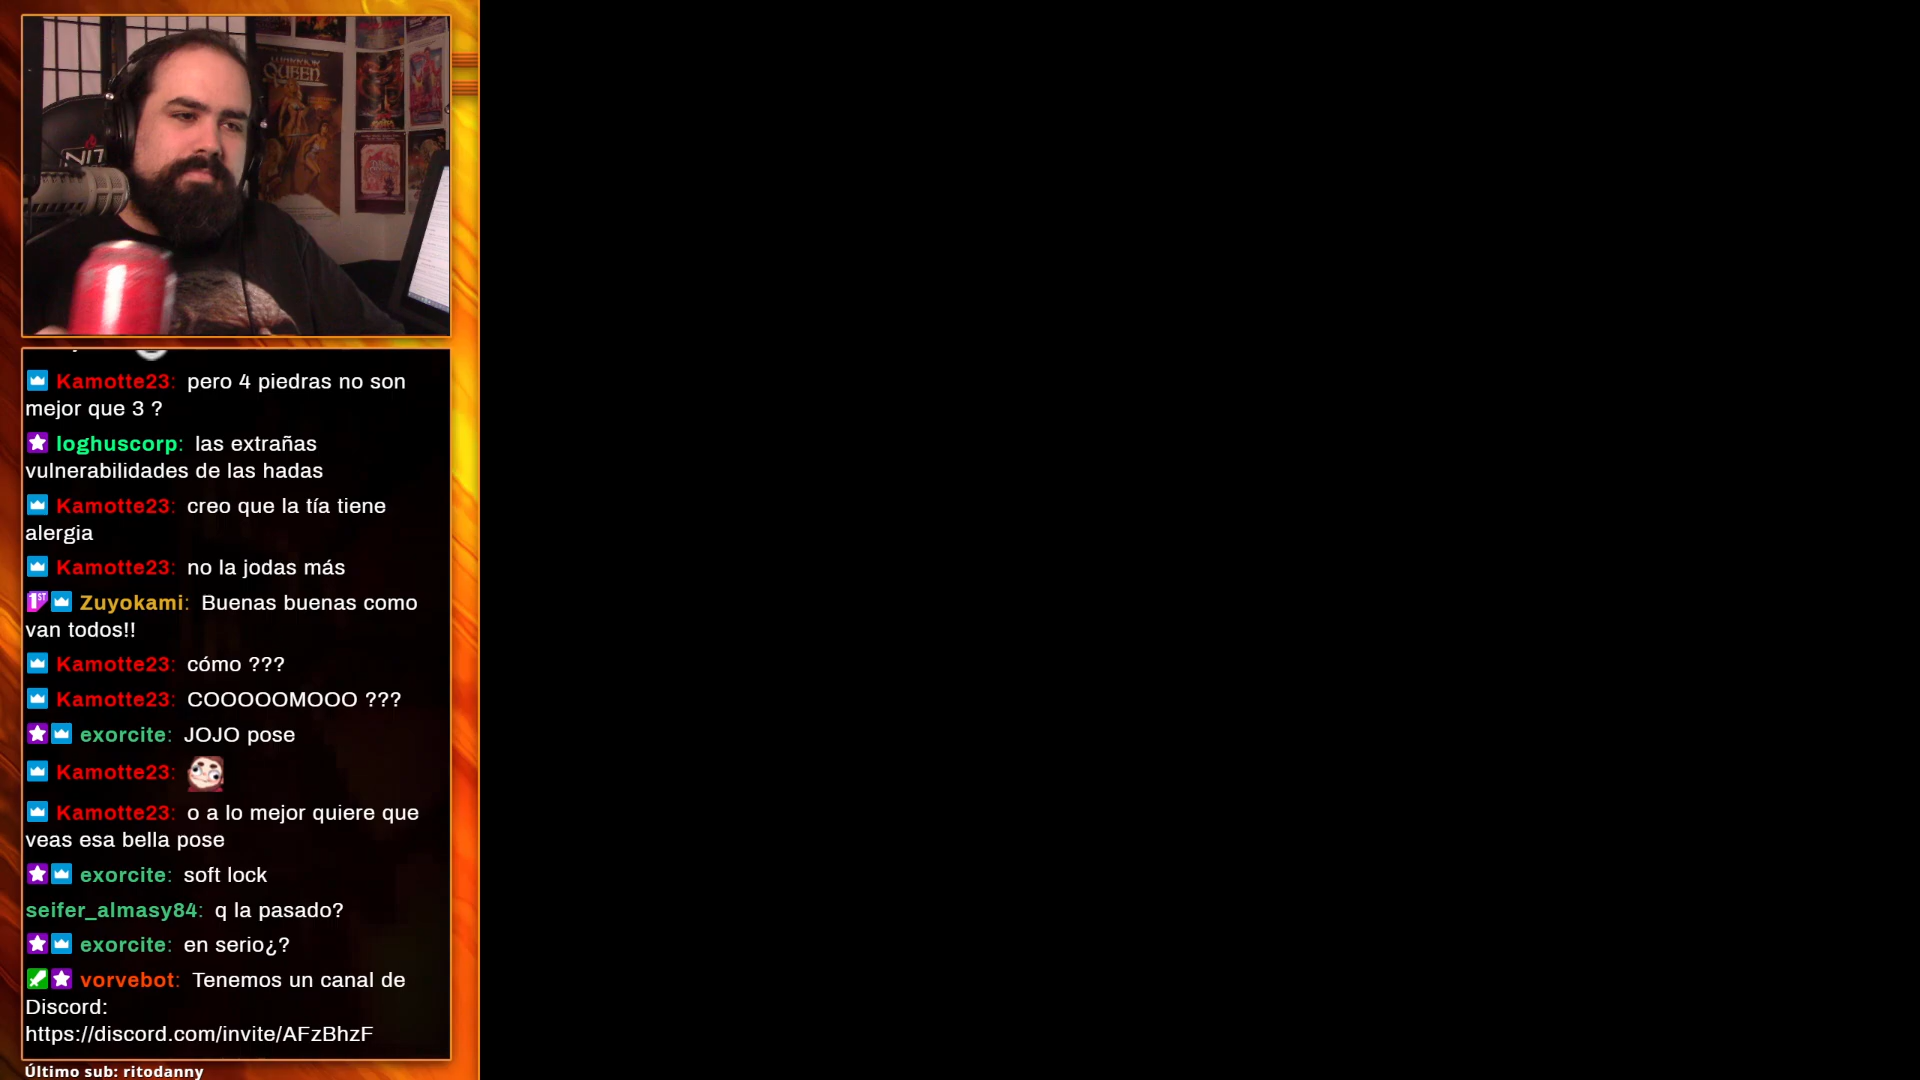 QUEEN
NIT
Kamotte23: pero 4 piedras no son
mejor que 3 ?
loghuscorp: las extrañas
vulnerabilidades de las hadas
Kamotte23: creo que la tía tiene
alergia
Kamotte23: no la jodas más
1ST Zuyokami: Buenas buenas como
van todos!!
Kamotte23: cómo ???
Kamotte23: COOOOOMOOO ???
exorcite: JOJO pose
Kamotte23:
Kamotte23: o a lo mejor quiere que
veas esa bella pose
exorcite: soft lock
seifer_almasy84: q la pasado?
exorcite: en serio¿?
vorvebot: Tenemos un canal de
Discord:
https://discord.com/invite/AFzBhzF
Último sub: ritodanny